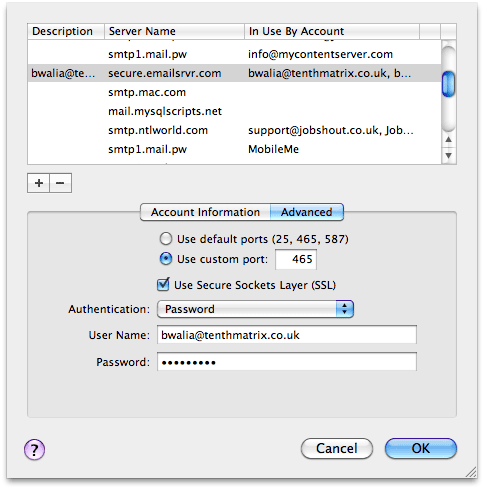 Description Server Name In Use By Account
smtp1.mail.pw info@mycontentserver.com
bwalia@te... secure.emailsrvr.com bwalia@tenthmatrix.co.uk, b...
smtp.mac.com
mail.mysqlscripts.net
smtp.ntlworld.com support@jobshout.co.uk, Job...
smtp1.mail.pw MobileMe
+ −
Account Information Advanced
Use default ports (25, 465, 587)
Use custom port: 465
Use Secure Sockets Layer (SSL)
Authentication: Password
User Name: bwalia@tenthmatrix.co.uk
Password: •••••••••
? Cancel OK